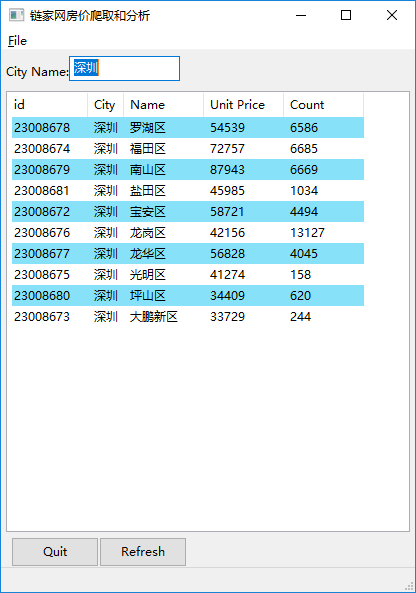 链家网房价爬取和分析
File
City Name: 深圳
id City Name Unit Price Count
23008678 深圳 罗湖区 54539 6586
23008674 深圳 福田区 72757 6685
23008679 深圳 南山区 87943 6669
23008681 深圳 盐田区 45985 1034
23008672 深圳 宝安区 58721 4494
23008676 深圳 龙岗区 42156 13127
23008677 深圳 龙华区 56828 4045
23008675 深圳 光明区 41274 158
23008680 深圳 坪山区 34409 620
23008673 深圳 大鹏新区 33729 244
Quit Refresh